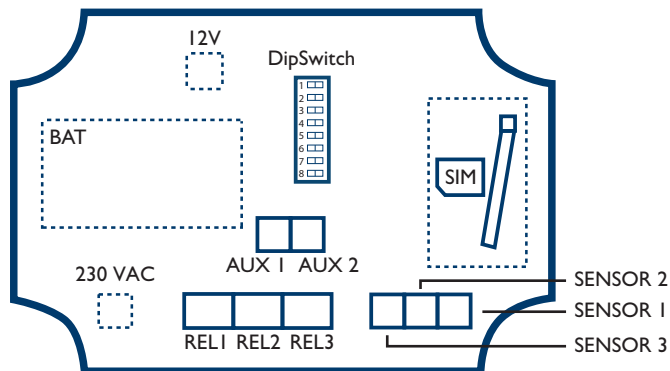 12V
DipSwitch
1
2
3
4
5
6
7
8
BAT
SIM
AUX 1 AUX 2
230 VAC
SENSOR 2
SENSOR 1
REL1 REL2 REL3
SENSOR 3